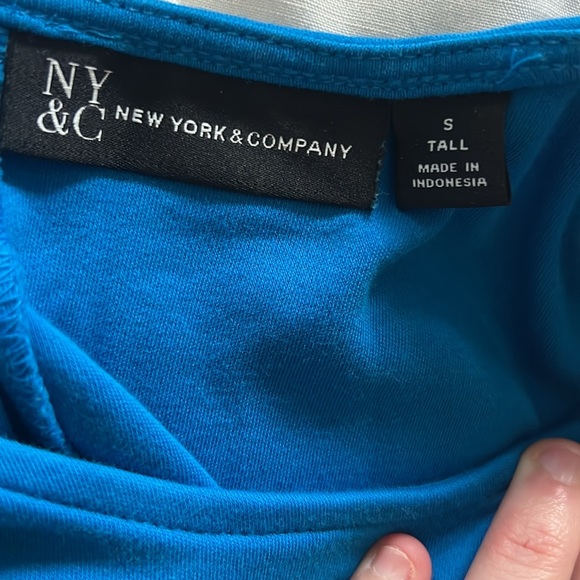 NY
&C
NEW YORK & COMPANY
S
TALL
MADE IN
INDONESIA